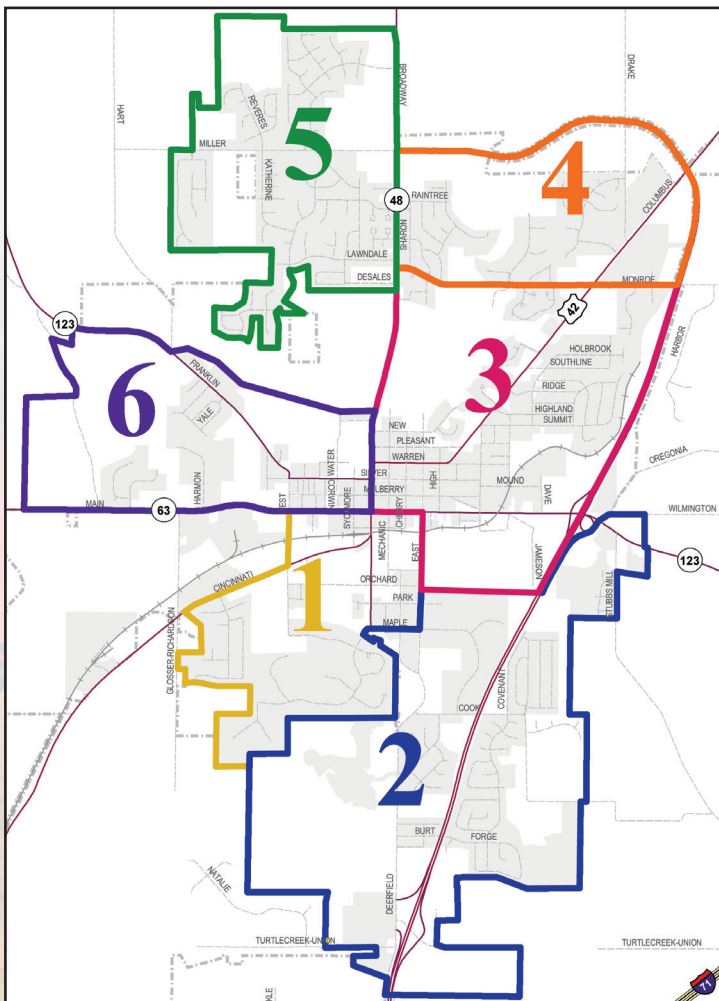 BROADWAY
DRAKE
HART
REVERES
5
MILLER
KATHERINE
4
COLUMBUS
48
RAINTREE
SHARON
LAWNDALE
DESALES
MONROE
42
123
HARBOR
HOLBROOK
SOUTHLINE
3
FRANKLIN
6
YALE
RIDGE
HIGHLAND
SUMMIT
NEW
PLEASANT
WARREN
WATER
SILVER
HIGH
MULBERRY
MOUND
OREGONIA
CORWIN
SYCAMORE
CHERRY
DAVE
HARMON
MAIN
63
WILMINGTON
MECHANIC
EAST
JAMESON
123
CINCINNATI
ORCHARD
1
PARK
STUBBS MILL
MAPLE
GLOSSER-RICHARDSON
COVENANT
COOK
2
BURT
FORGE
NATALIE
DEERFIELD
TURTLECREEK-UNION
TURTLECREEK-UNION
71